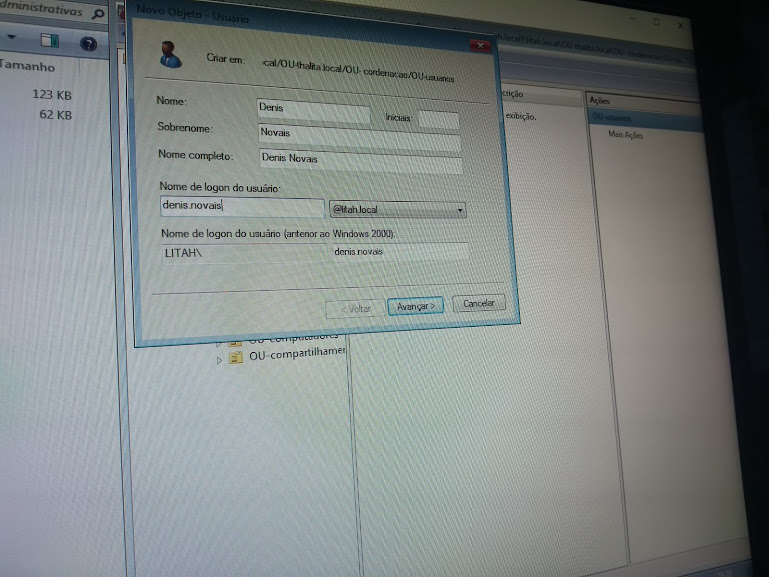 dministrativas
Tamanho
123 KB
62 KB
Novo Objeto - Usuário
Criar em: cal/OU-thalita.local/OU- cordenacao/OU-usuarios
Nome: Denis Iniciais:
Sobrenome: Novais
Nome completo: Denis Novais
Nome de logon do usuário:
denis.novais @litah.local
Nome de logon do usuário (anterior ao Windows 2000):
LITAH\ denis.novais
< Voltar Avançar > Cancelar
OU-computadores
OU-compartilhamer
crição
exibição.
Ações
OU-usuarios
Mais Ações